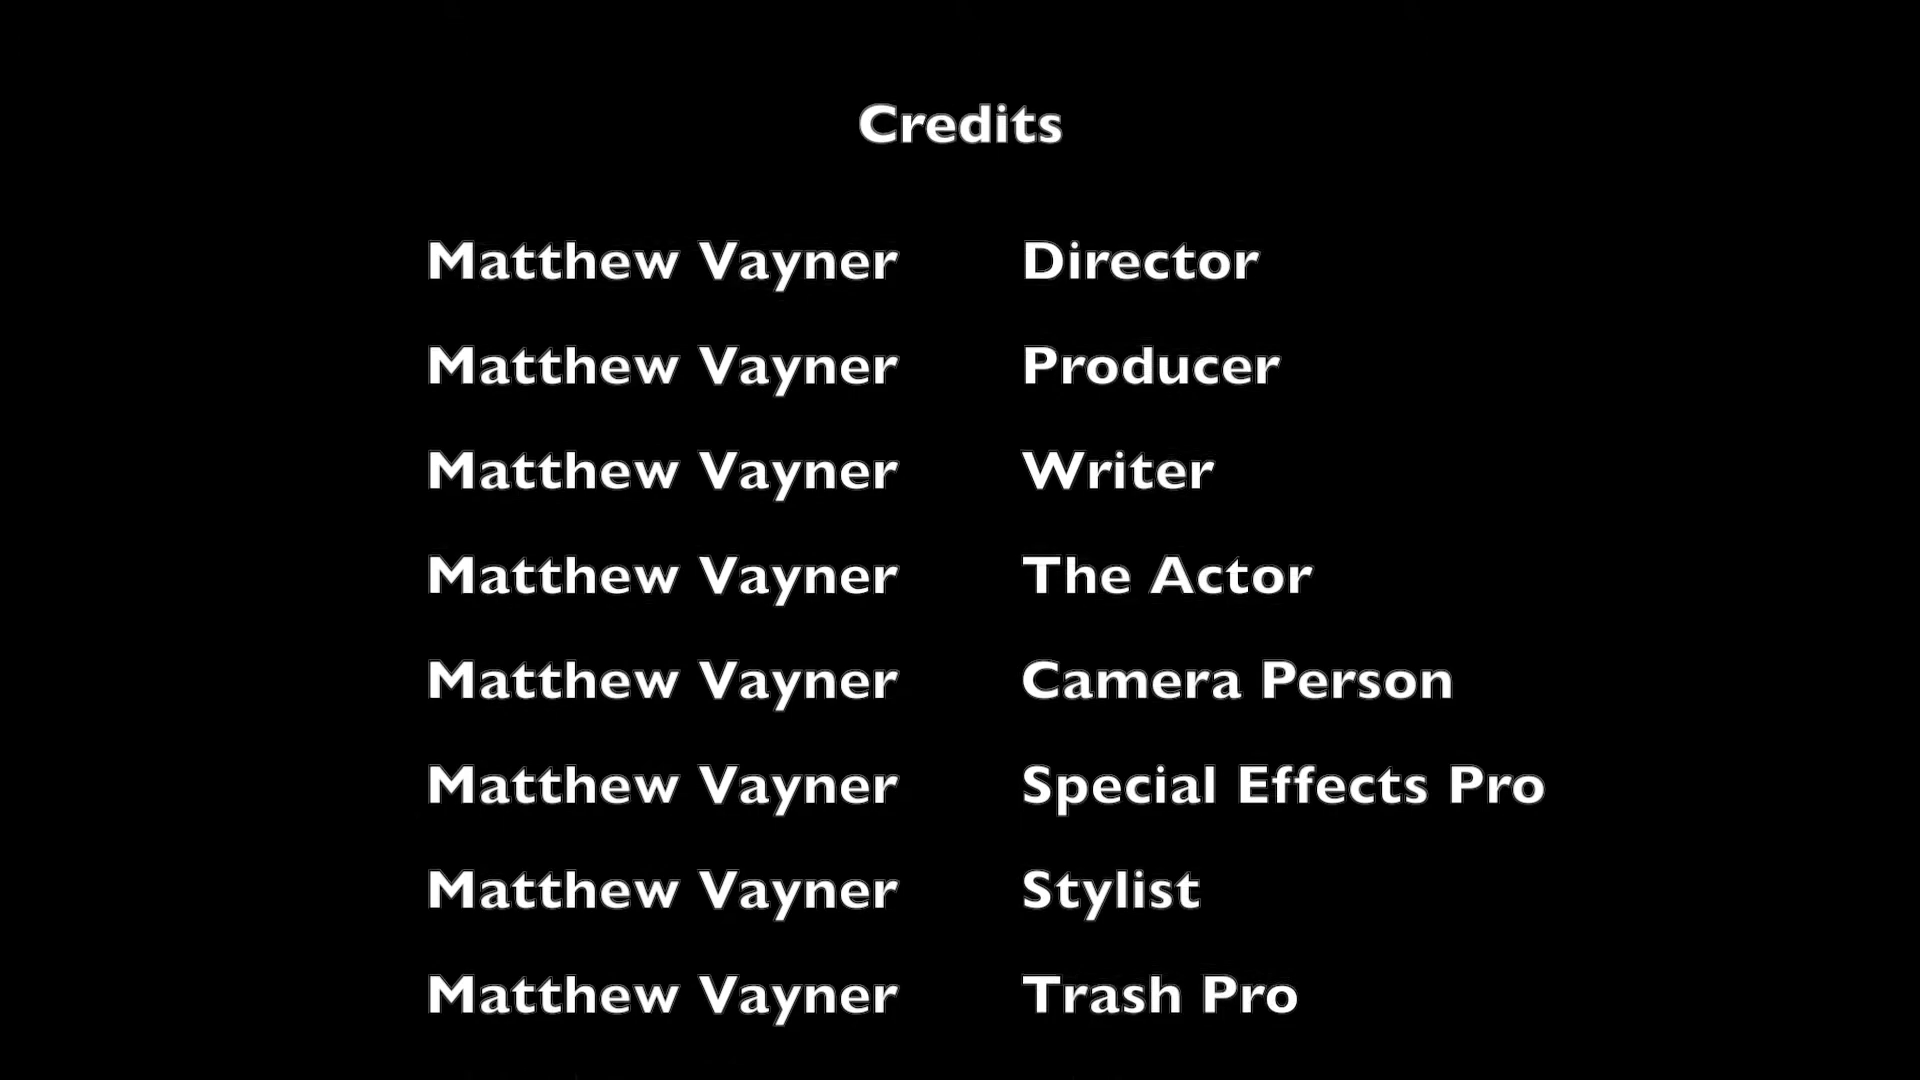 Credits
Matthew Vayner Director
Matthew Vayner Producer
Matthew Vayner Writer
Matthew Vayner The Actor
Matthew Vayner Camera Person
Matthew Vayner Special Effects Pro
Matthew Vayner Stylist
Matthew Vayner Trash Pro